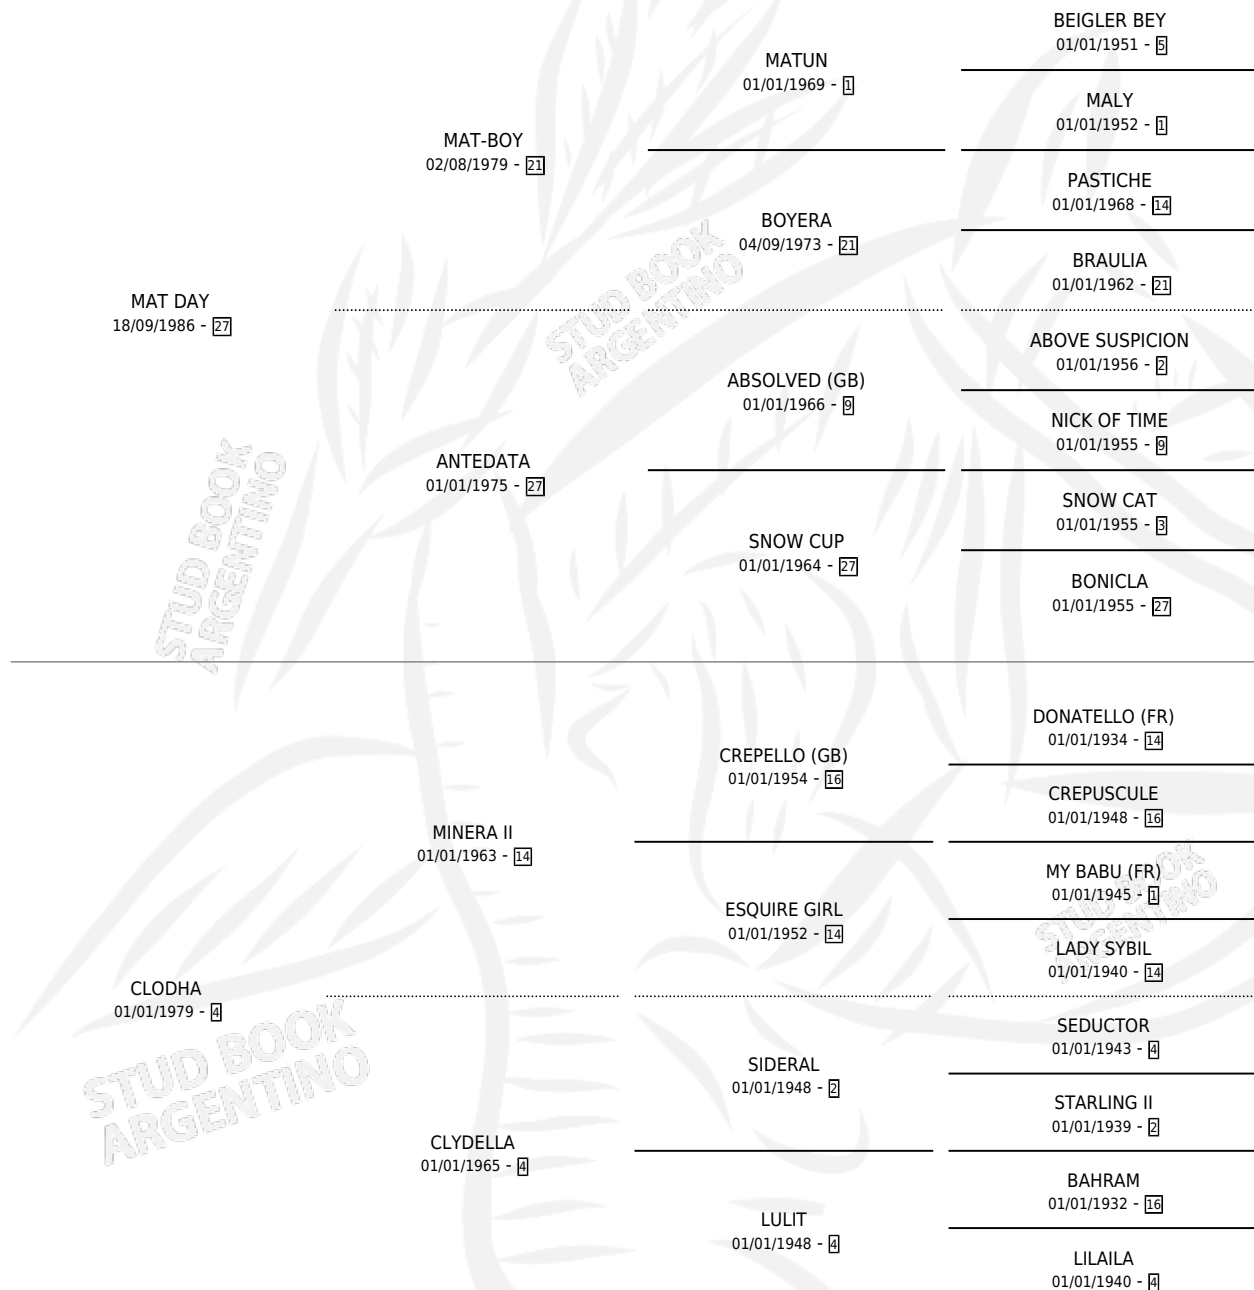 BEIGLER BEY
01/01/1951 - 5
MATUN
01/01/1969 - 1
MALY
01/01/1952 - 1
MAT-BOY
02/08/1979 - 21
PASTICHE
01/01/1968 - 14
BOYERA
04/09/1973 - 21
BRAULIA
01/01/1962 - 21
MAT DAY
18/09/1986 - 27
ABOVE SUSPICION
01/01/1956 - 2
ABSOLVED (GB)
01/01/1966 - 9
NICK OF TIME
01/01/1955 - 9
ANTEDATA
01/01/1975 - 27
SNOW CAT
01/01/1955 - 3
SNOW CUP
01/01/1964 - 27
BONICLA
01/01/1955 - 27
DONATELLO (FR)
01/01/1934 - 14
CREPELLO (GB)
01/01/1954 - 16
CREPUSCULE
01/01/1948 - 16
MINERA II
01/01/1963 - 14
MY BABU (FR)
01/01/1945 - 1
ESQUIRE GIRL
01/01/1952 - 14
LADY SYBIL
01/01/1940 - 14
CLODHA
01/01/1979 - 4
SEDUCTOR
01/01/1943 - 4
SIDERAL
01/01/1948 - 2
STARLING II
01/01/1939 - 2
CLYDELLA
01/01/1965 - 4
BAHRAM
01/01/1932 - 16
LULIT
01/01/1948 - 4
LILAILA
01/01/1940 - 4
STUD BOOK
ARGENTINO
STUD BOOK
ARGENTINO
STUD BOOK
ARGENTINO
STUD BOOK
ARGENTINO